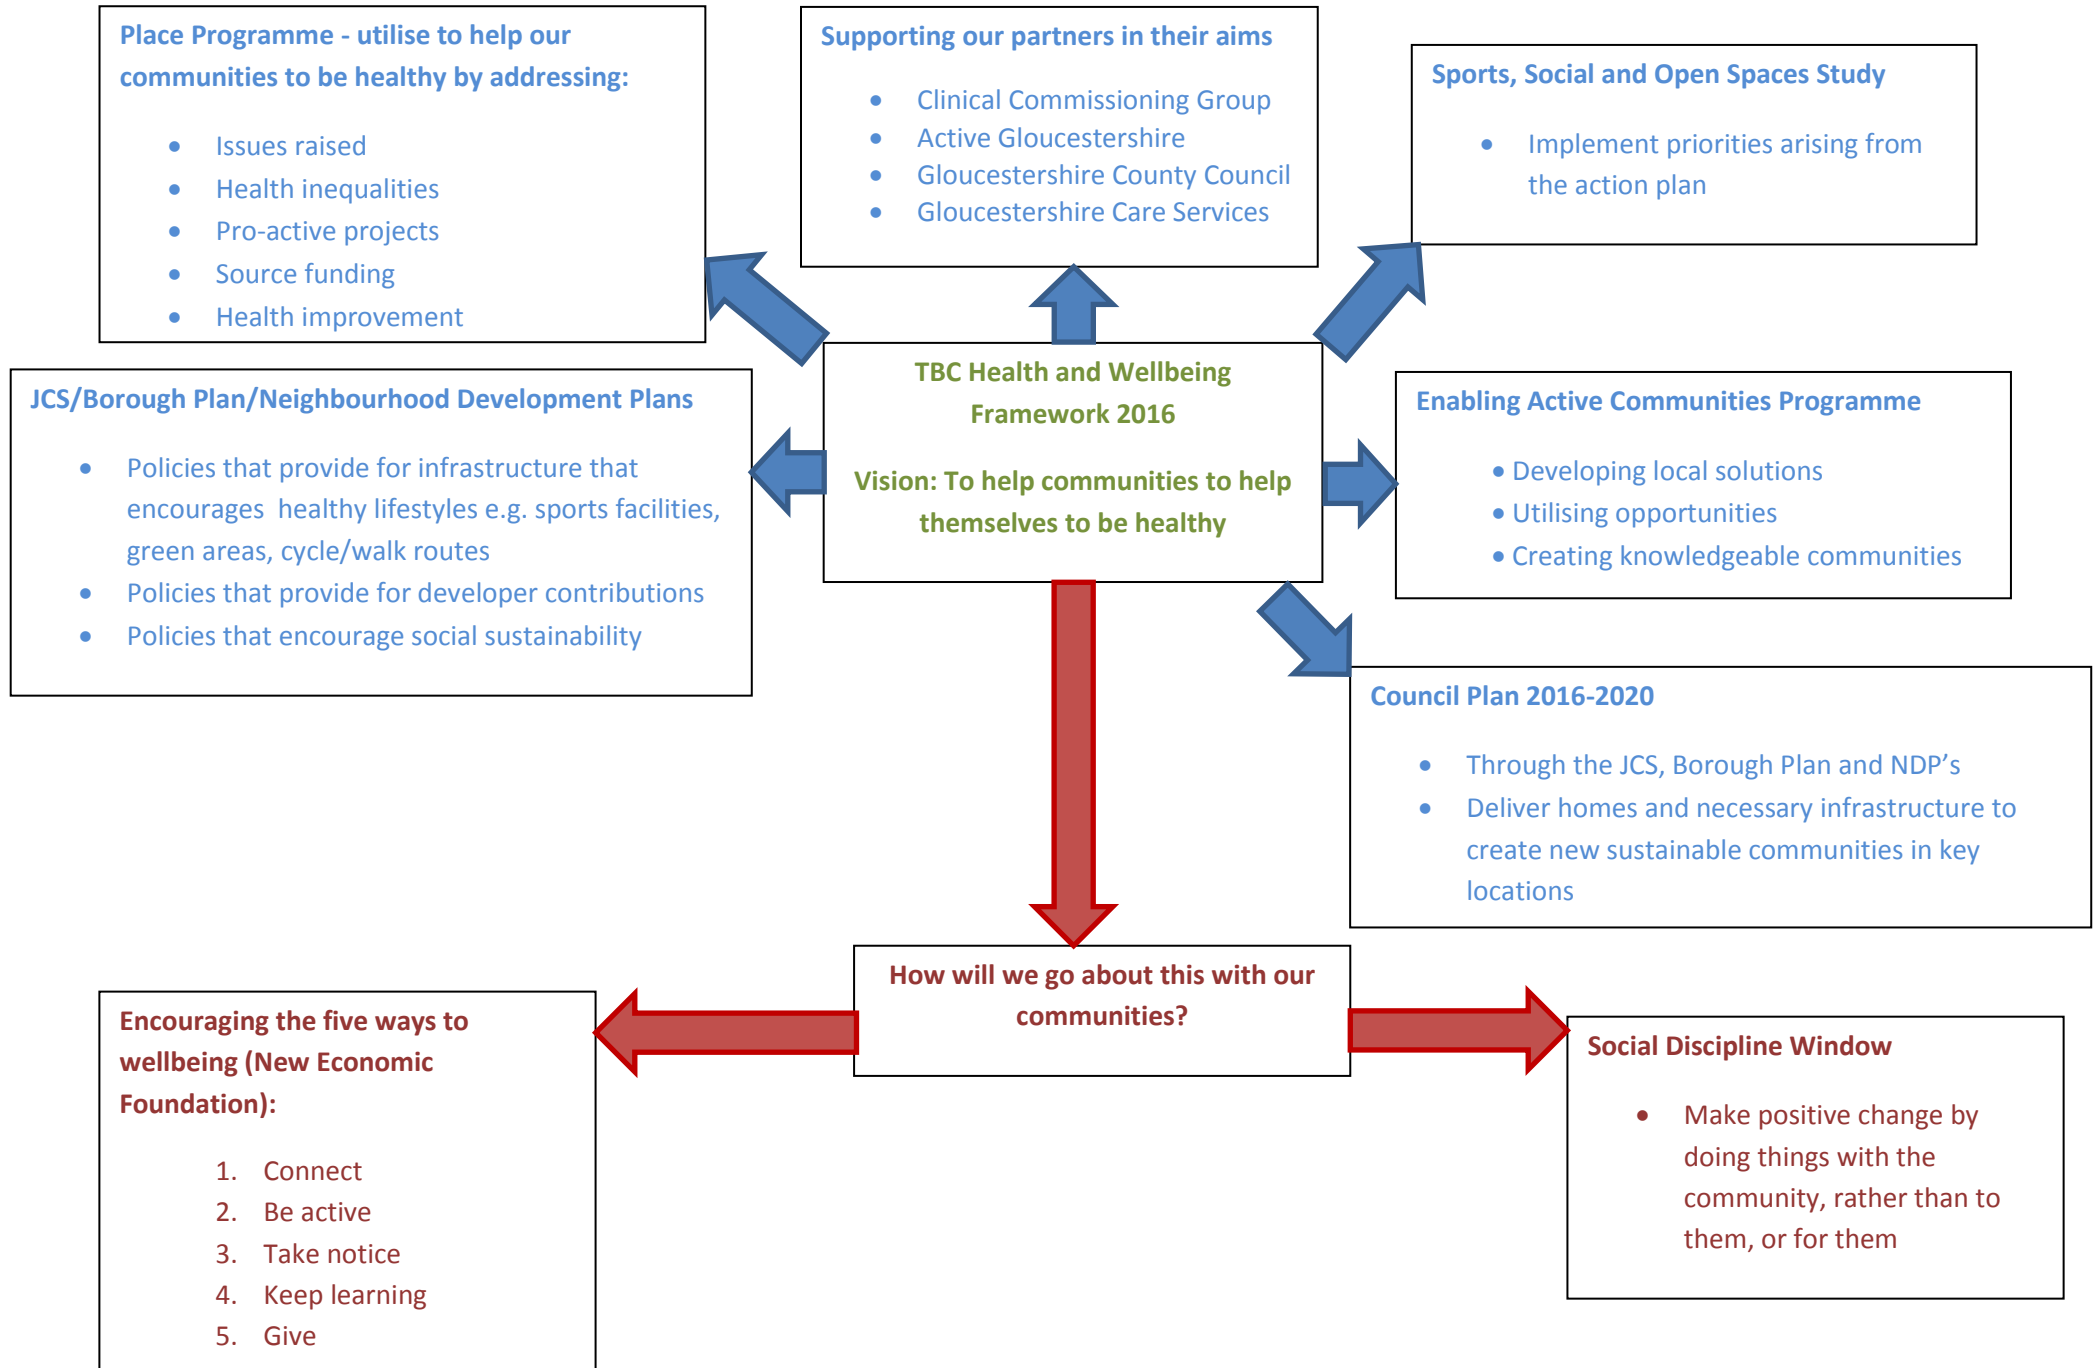 Place Programme - utilise to help our
communities to be healthy by addressing:
• Issues raised
• Health inequalities
• Pro-active projects
• Source funding
• Health improvement
Supporting our partners in their aims
• Clinical Commissioning Group
• Active Gloucestershire
• Gloucestershire County Council
• Gloucestershire Care Services
Sports, Social and Open Spaces Study
• Implement priorities arising from
the action plan
JCS/Borough Plan/Neighbourhood Development Plans
• Policies that provide for infrastructure that
encourages healthy lifestyles e.g. sports facilities,
green areas, cycle/walk routes
• Policies that provide for developer contributions
• Policies that encourage social sustainability
TBC Health and Wellbeing
Framework 2016
Vision: To help communities to help
themselves to be healthy
Enabling Active Communities Programme
• Developing local solutions
• Utilising opportunities
• Creating knowledgeable communities
Council Plan 2016-2020
• Through the JCS, Borough Plan and NDP’s
• Deliver homes and necessary infrastructure to
create new sustainable communities in key
locations
How will we go about this with our
communities?
Encouraging the five ways to
wellbeing (New Economic
Foundation):
1. Connect
2. Be active
3. Take notice
4. Keep learning
5. Give
Social Discipline Window
• Make positive change by
doing things with the
community, rather than to
them, or for them